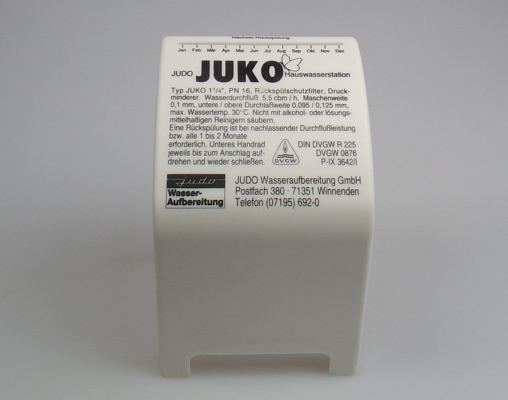 Nächste Rückspülung
Jan Feb Mär Apr Mai Jun Jul Aug Sep Okt Nov Dez
JUDO JUKO Hauswasserstation
Typ JUKO 1¼", PN 16, Rückspülschutzfilter, Druck-
minderer. Wasserdurchfluß 5,5 cbm / h, Maschenweite
0,1 mm, untere / obere Durchlaßweite 0,095 / 0,125 mm,
max. Wassertemp. 30°C. Nicht mit alkohol- oder lösungs-
mittelhaltigen Reinigern säubern.
Eine Rückspülung ist bei nachlassender Durchflußleistung
bzw. alle 1 bis 2 Monate
erforderlich. Unteres Handrad
jeweils bis zum Anschlag auf-
drehen und wieder schließen.
DVGW
DIN DVGW R 225
DVGW 0876
P-IX 3642/I
judo
Wasser-
Aufbereitung
JUDO Wasseraufbereitung GmbH
Postfach 380 · 71351 Winnenden
Telefon (07195) 692-0